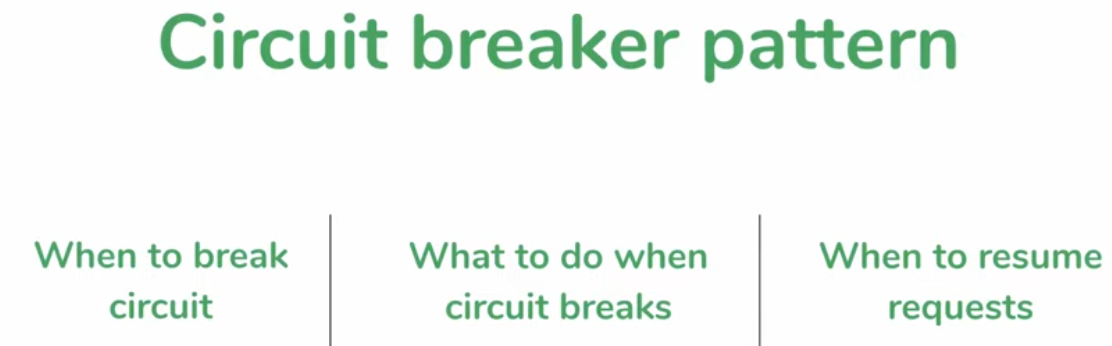 Circuit breaker pattern
When to break
circuit
What to do when
circuit breaks
When to resume
requests